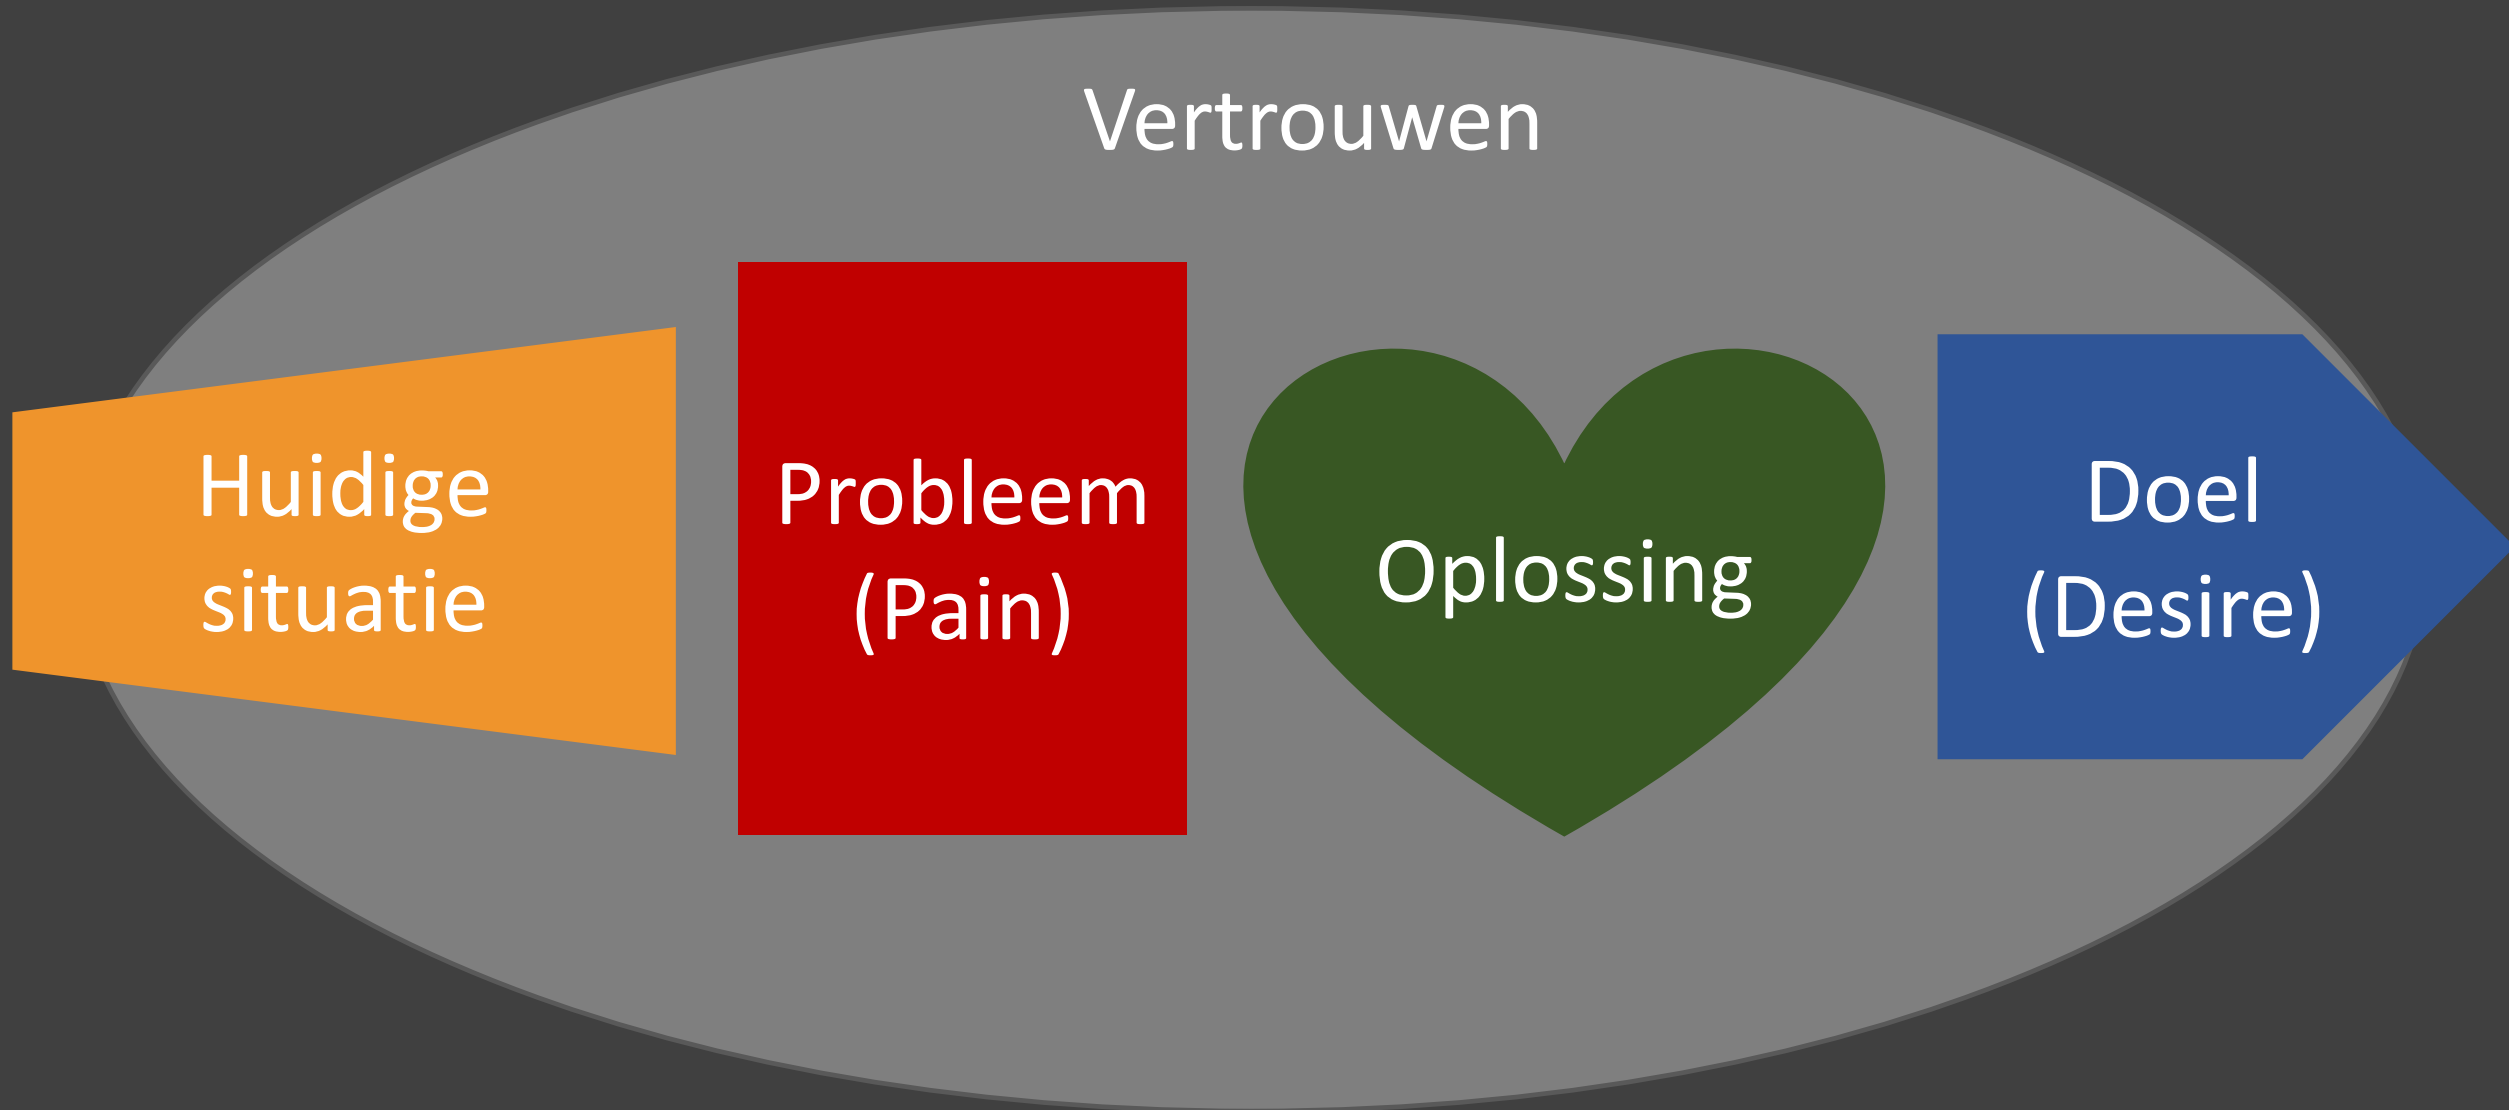 Vertrouwen
Huidige
situatie
Probleem
(Pain)
Oplossing
Doel
(Desire)